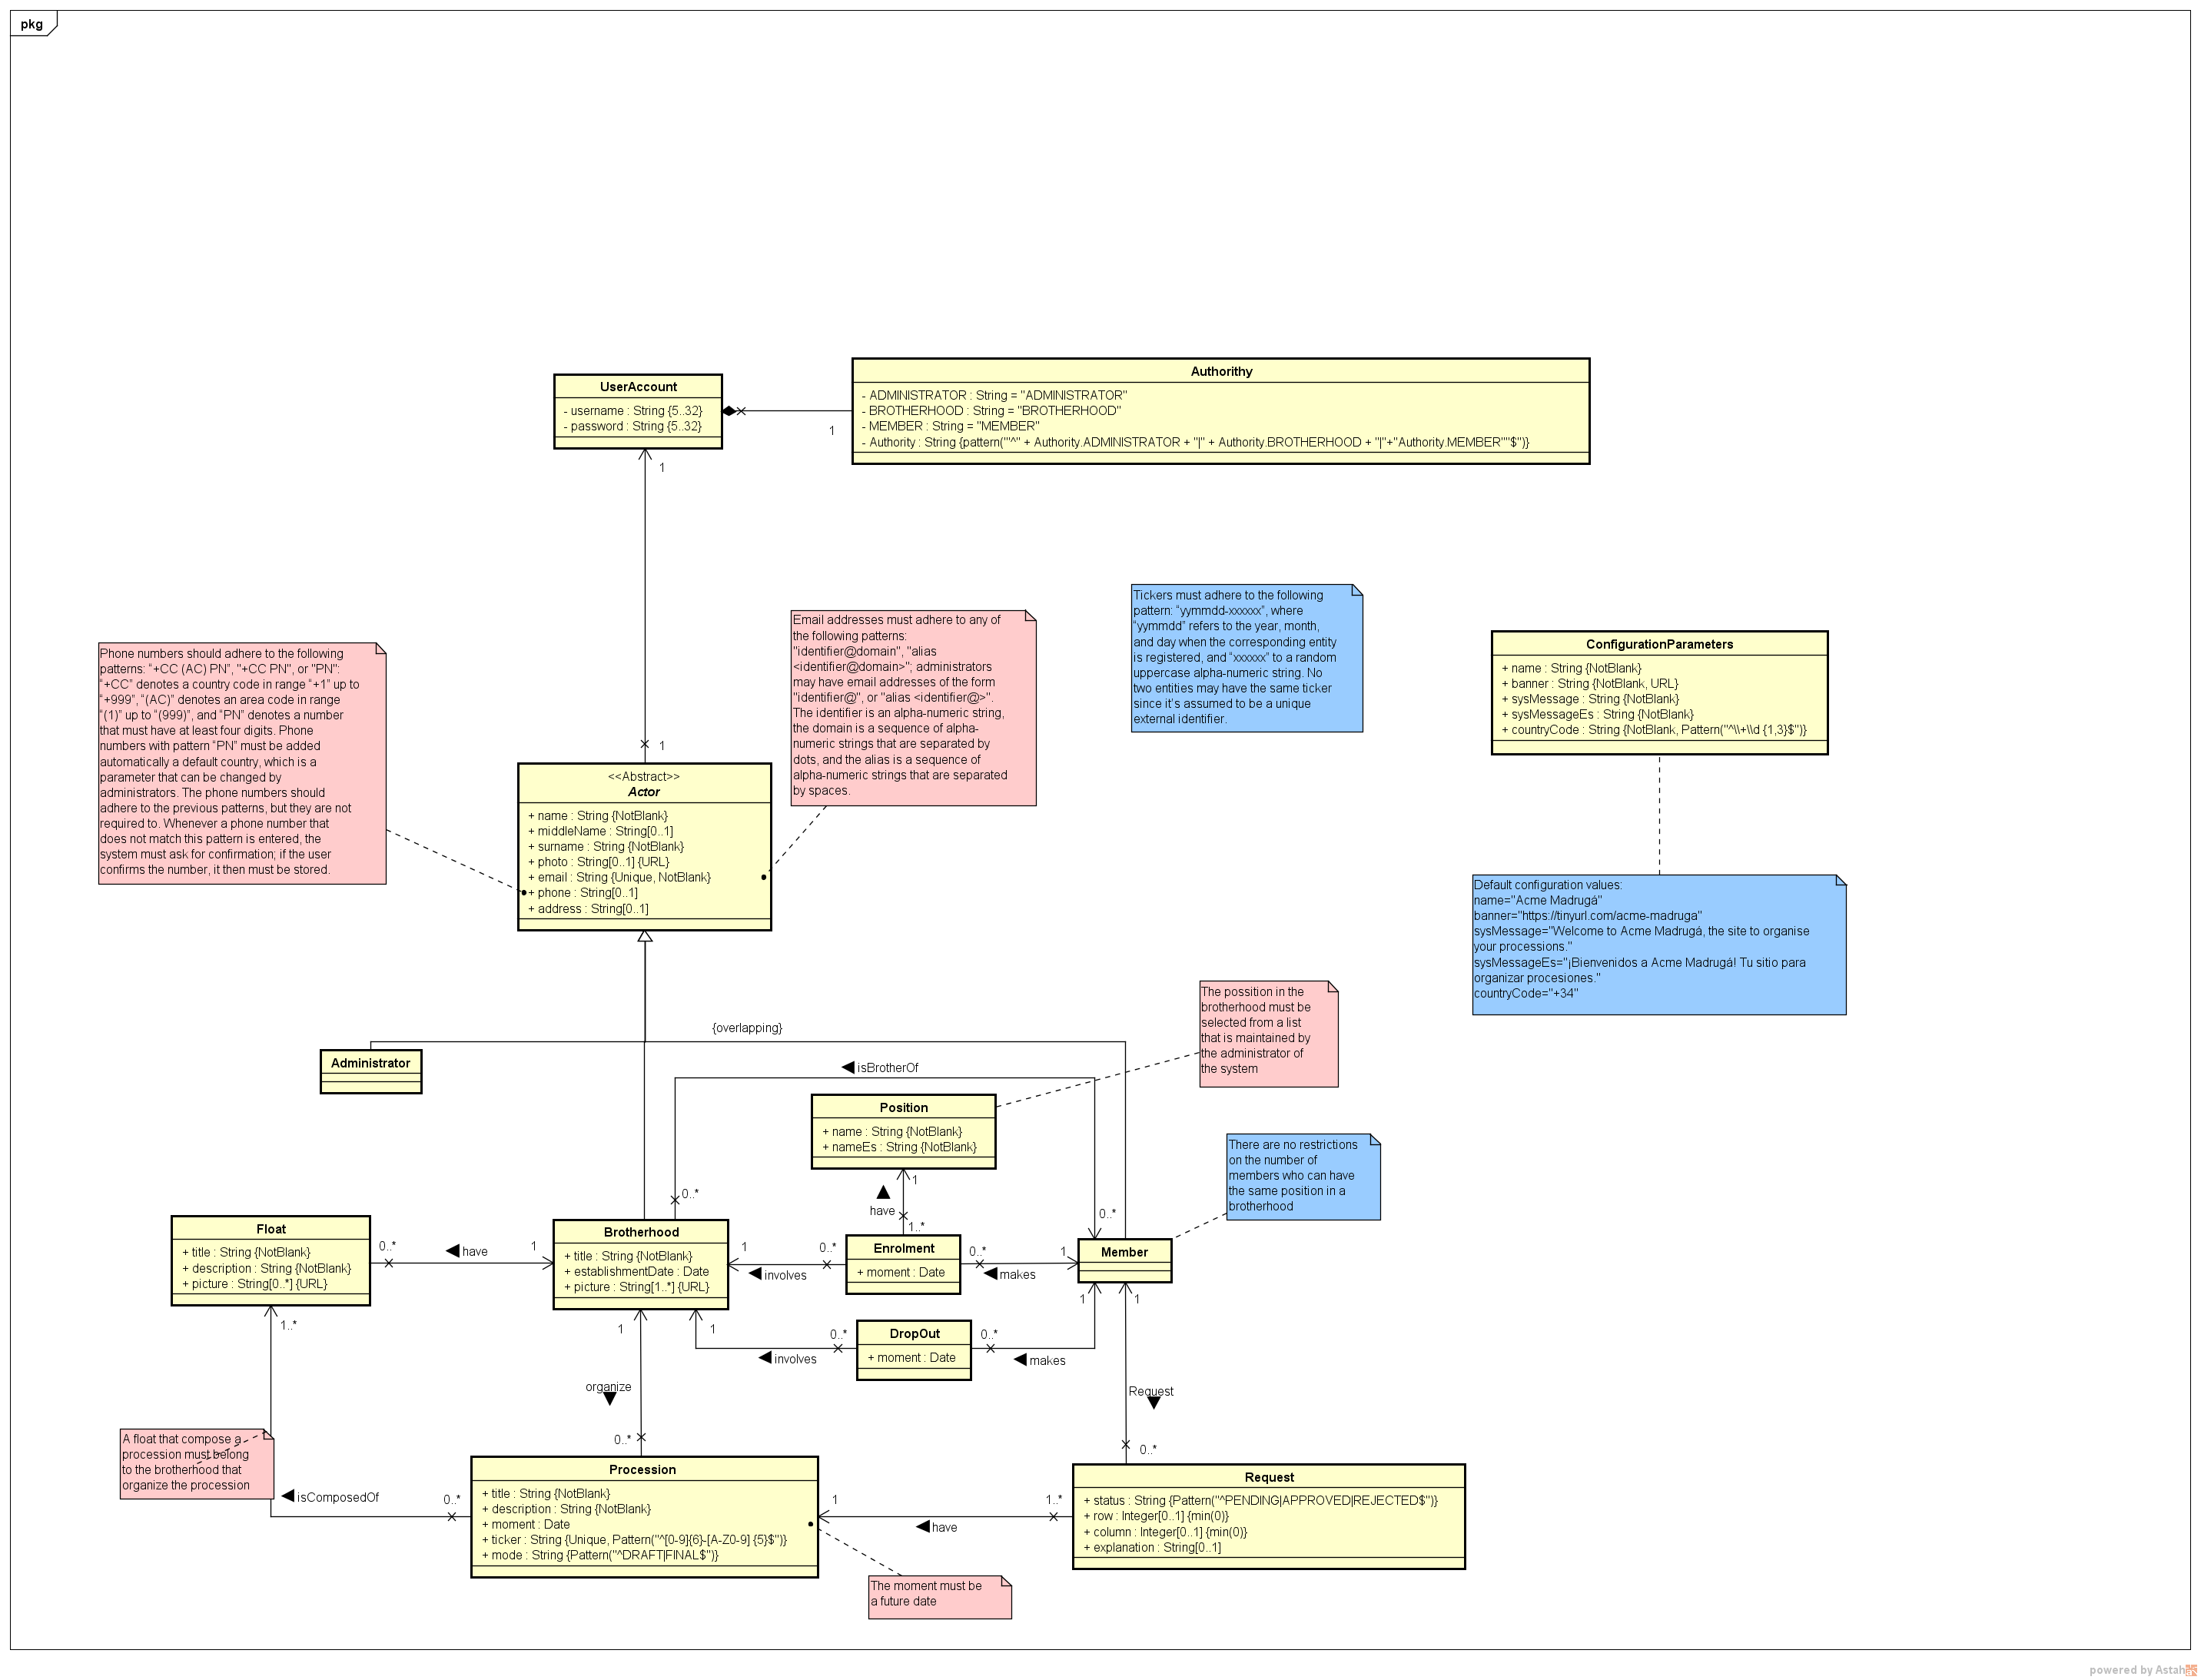 pkg
UserAccount
- username : String {5..32}
- password : String {5..32}
1
Authorithy
- ADMINISTRATOR : String = "ADMINISTRATOR"
- BROTHERHOOD : String = "BROTHERHOOD"
- MEMBER : String = "MEMBER"
- Authority : String {pattern("'^" + Authority.ADMINISTRATOR + "|" + Authority.BROTHERHOOD + "|"+"Authority.MEMBER""$")}
1
1
Phone numbers should adhere to the following
patterns: “+CC (AC) PN”, "+CC PN", or "PN":
“+CC” denotes a country code in range “+1” up to
“+999”, “(AC)” denotes an area code in range
“(1)” up to “(999)”, and “PN” denotes a number
that must have at least four digits. Phone
numbers with pattern “PN” must be added
automatically a default country, which is a
parameter that can be changed by
administrators. The phone numbers should
adhere to the previous patterns, but they are not
required to. Whenever a phone number that
does not match this pattern is entered, the
system must ask for confirmation; if the user
confirms the number, it then must be stored.
Email addresses must adhere to any of
the following patterns:
"identifier@domain", "alias
<identifier@domain>"; administrators
may have email addresses of the form
"identifier@", or "alias <identifier@>".
The identifier is an alpha-numeric string,
the domain is a sequence of alpha-
numeric strings that are separated by
dots, and the alias is a sequence of
alpha-numeric strings that are separated
by spaces.
Tickers must adhere to the following
pattern: “yymmdd-xxxxxx”, where
“yymmdd” refers to the year, month,
and day when the corresponding entity
is registered, and “xxxxxx” to a random
uppercase alpha-numeric string. No
two entities may have the same ticker
since it’s assumed to be a unique
external identifier.
ConfigurationParameters
+ name : String {NotBlank}
+ banner : String {NotBlank, URL}
+ sysMessage : String {NotBlank}
+ sysMessageEs : String {NotBlank}
+ countryCode : String {NotBlank, Pattern("^\\+\\d {1,3}$")}
<<Abstract>>
Actor
+ name : String {NotBlank}
+ middleName : String[0..1]
+ surname : String {NotBlank}
+ photo : String[0..1] {URL}
+ email : String {Unique, NotBlank}
+ phone : String[0..1]
+ address : String[0..1]
Default configuration values:
name="Acme Madrugá"
banner="https://tinyurl.com/acme-madruga"
sysMessage="Welcome to Acme Madrugá, the site to organise
your processions."
sysMessageEs="¡Bienvenidos a Acme Madrugá! Tu sitio para
organizar procesiones."
countryCode="+34"
{overlapping}
Administrator
The possition in the
brotherhood must be
selected from a list
that is maintained by
the administrator of
the system
isBrotherOf
0..*
0..*
Position
+ name : String {NotBlank}
+ nameEs : String {NotBlank}
There are no restrictions
on the number of
members who can have
the same position in a
brotherhood
1
have
1..*
Float
+ title : String {NotBlank}
+ description : String {NotBlank}
+ picture : String[0..*] {URL}
0..*
have
1
Brotherhood
+ title : String {NotBlank}
+ establishmentDate : Date
+ picture : String[1..*] {URL}
1
involves
0..*
Enrolment
+ moment : Date
0..*
makes
1
Member
1
involves
0..*
DropOut
+ moment : Date
0..*
makes
1
1
1..*
1
organize
0..*
Request
0..*
A float that compose a
procession must belong
to the brotherhood that
organize the procession
isComposedOf
0..*
Procession
+ title : String {NotBlank}
+ description : String {NotBlank}
+ moment : Date
+ ticker : String {Unique, Pattern("^[0-9]{6}-[A-Z0-9] {5}$")}
+ mode : String {Pattern("^DRAFT|FINAL$")}
1
have
1..*
Request
+ status : String {Pattern("^PENDING|APPROVED|REJECTED$")}
+ row : Integer[0..1] {min(0)}
+ column : Integer[0..1] {min(0)}
+ explanation : String[0..1]
The moment must be
a future date
powered by Astah